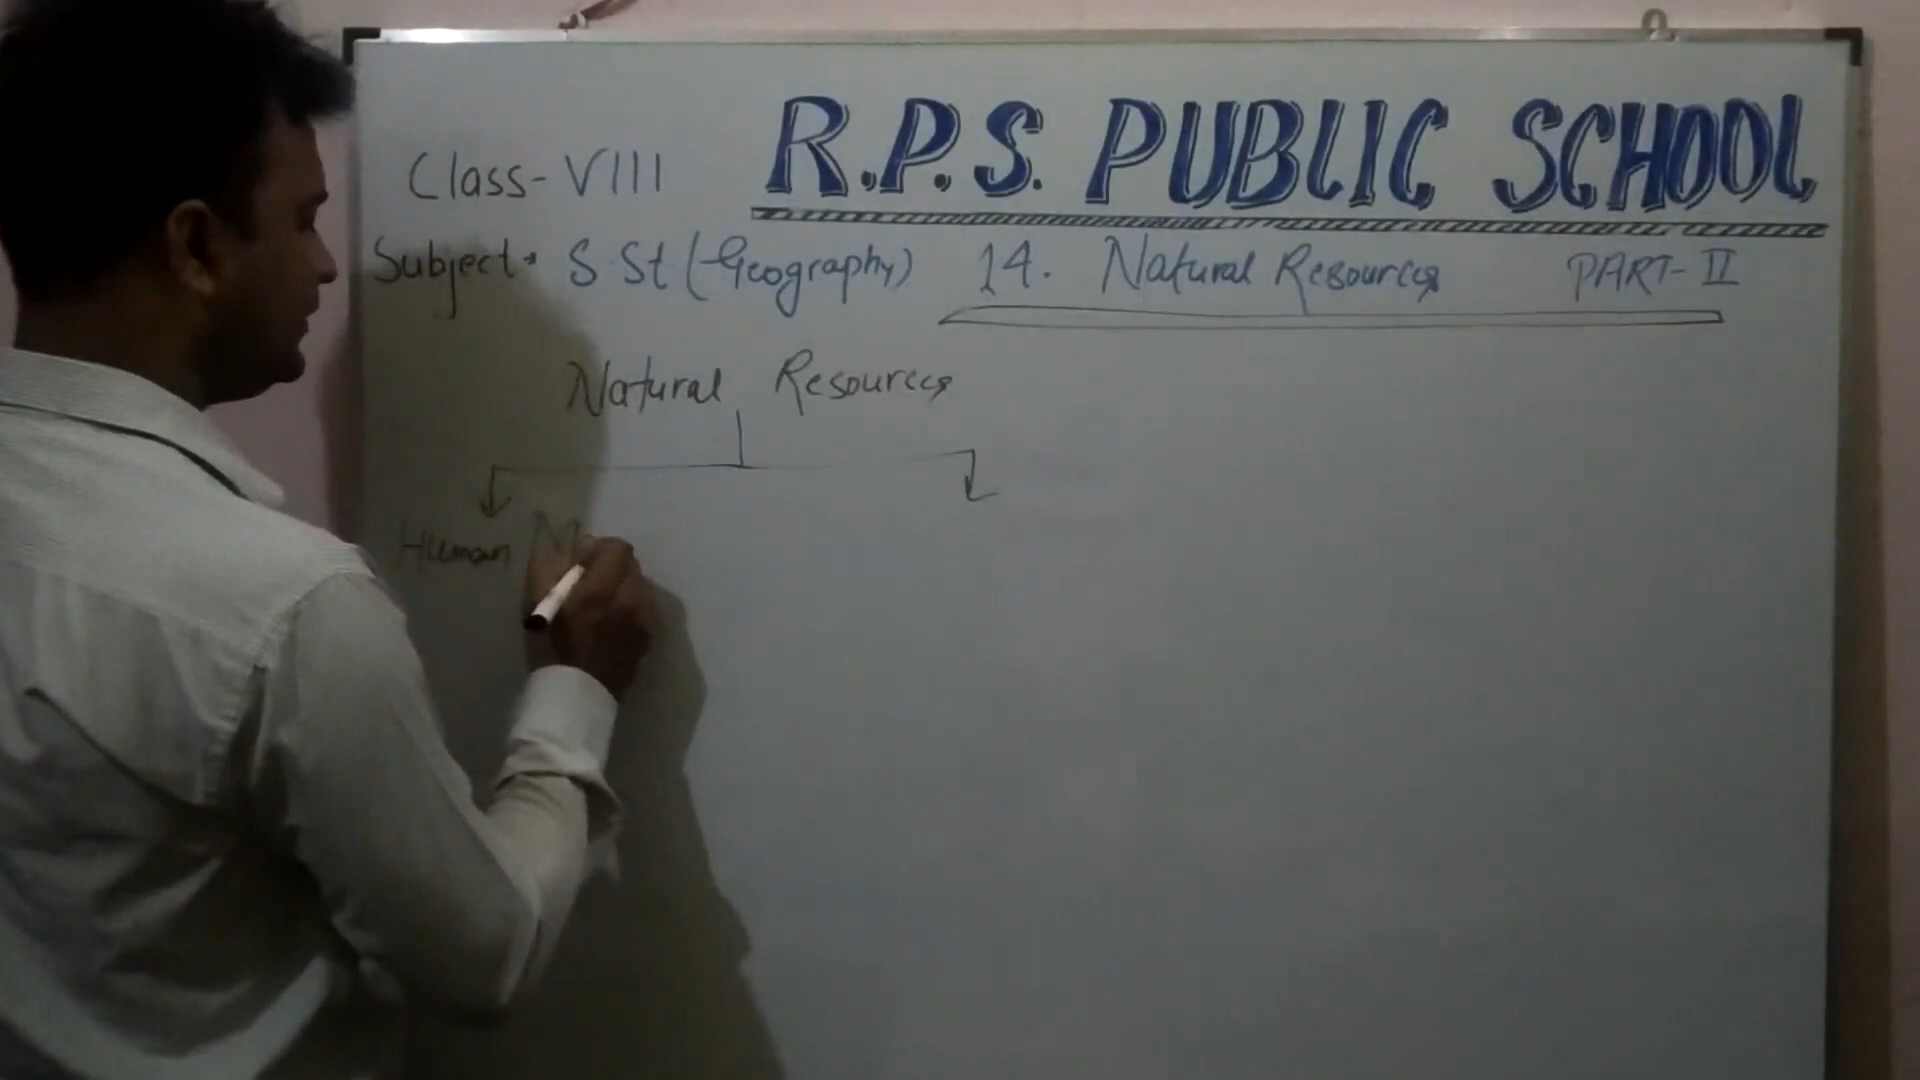 R.P.S. PUBLIC SCHOOL
Class-VIII
Subject- S St (Geography) 14. Natural Resources PART-II
Natural Resources
Human